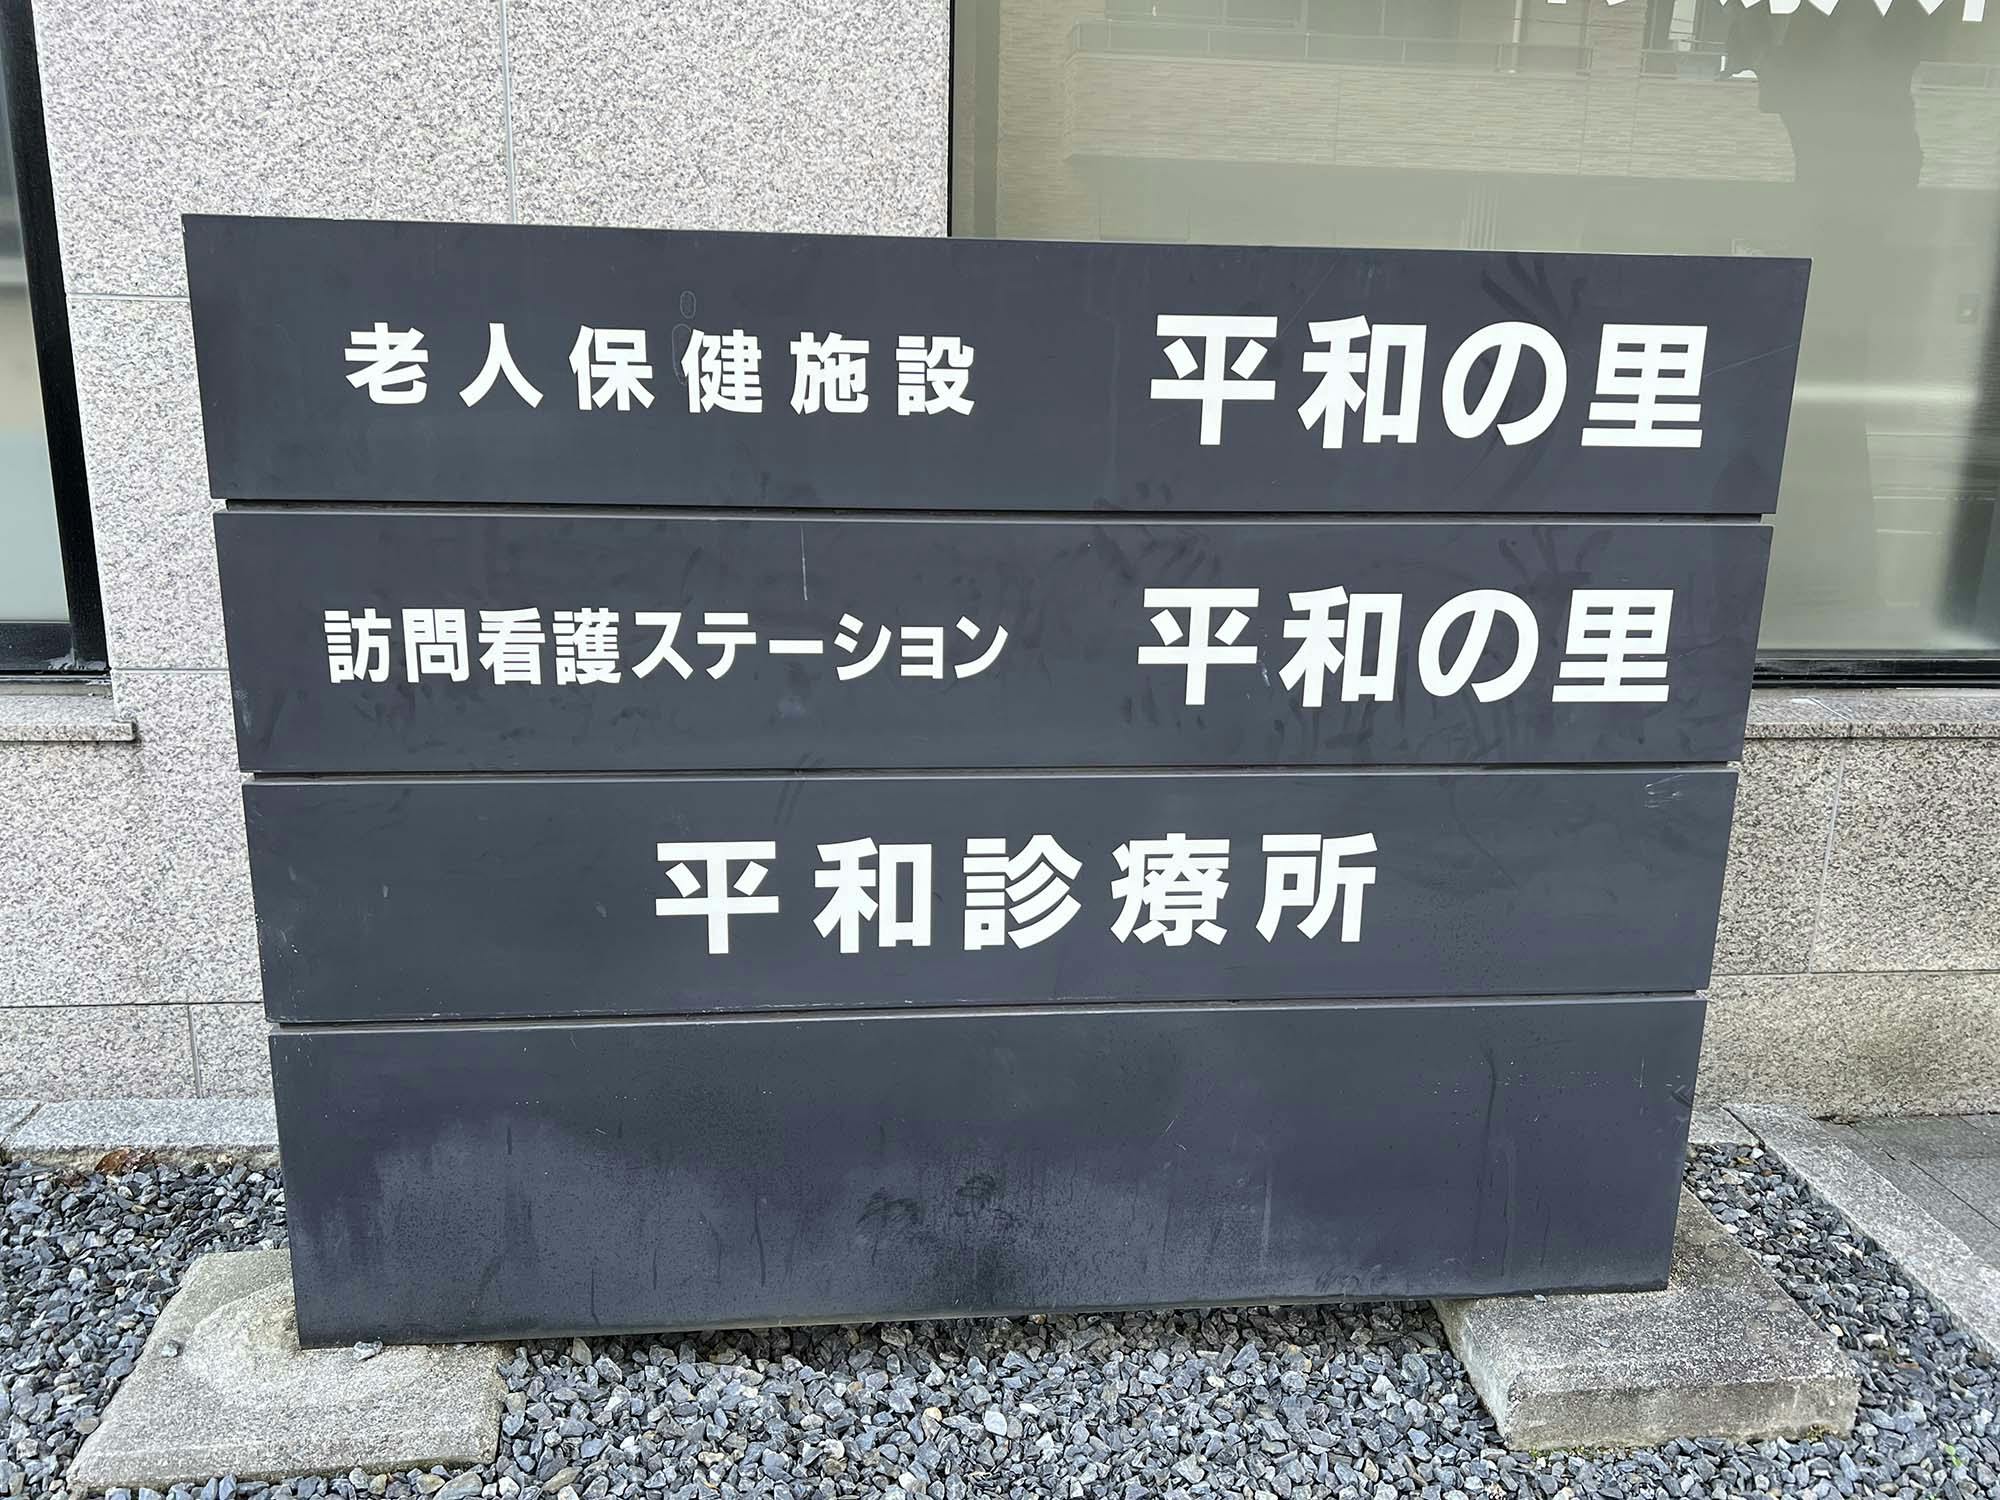 老人保健施設 平和の里
訪問看護ステーション 平和の里
平和診療所